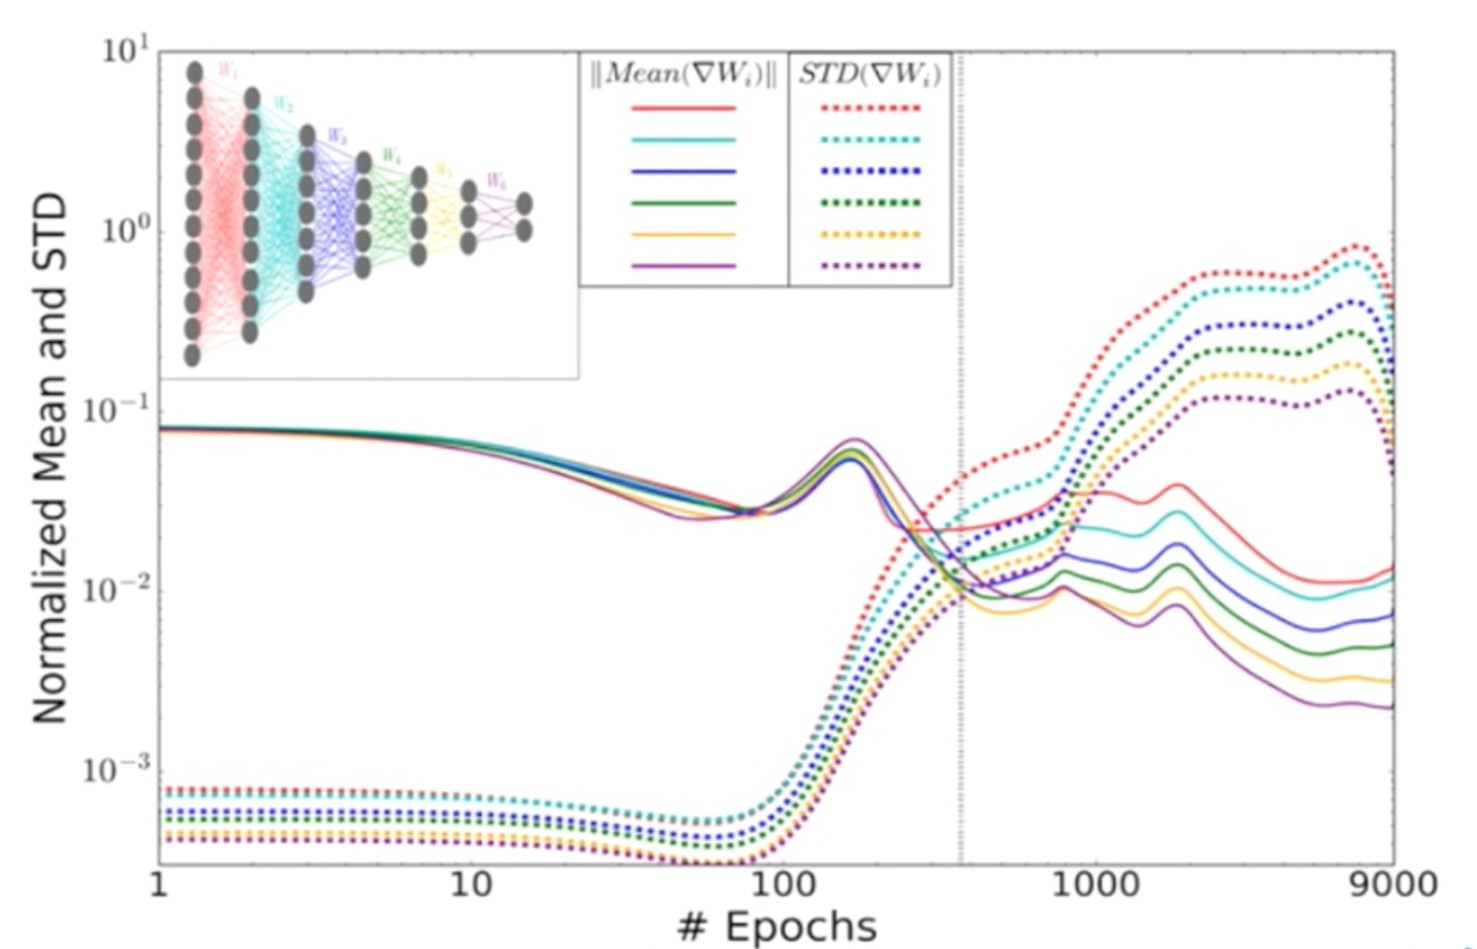 10^1
10^0
10^−1
10^−2
10^−3
Normalized Mean and STD
W_1
W_2
W_3
W_4
W_5
W_6
‖Mean(∇W_i)‖ STD(∇W_i)
1 10 100 1000 9000
# Epochs